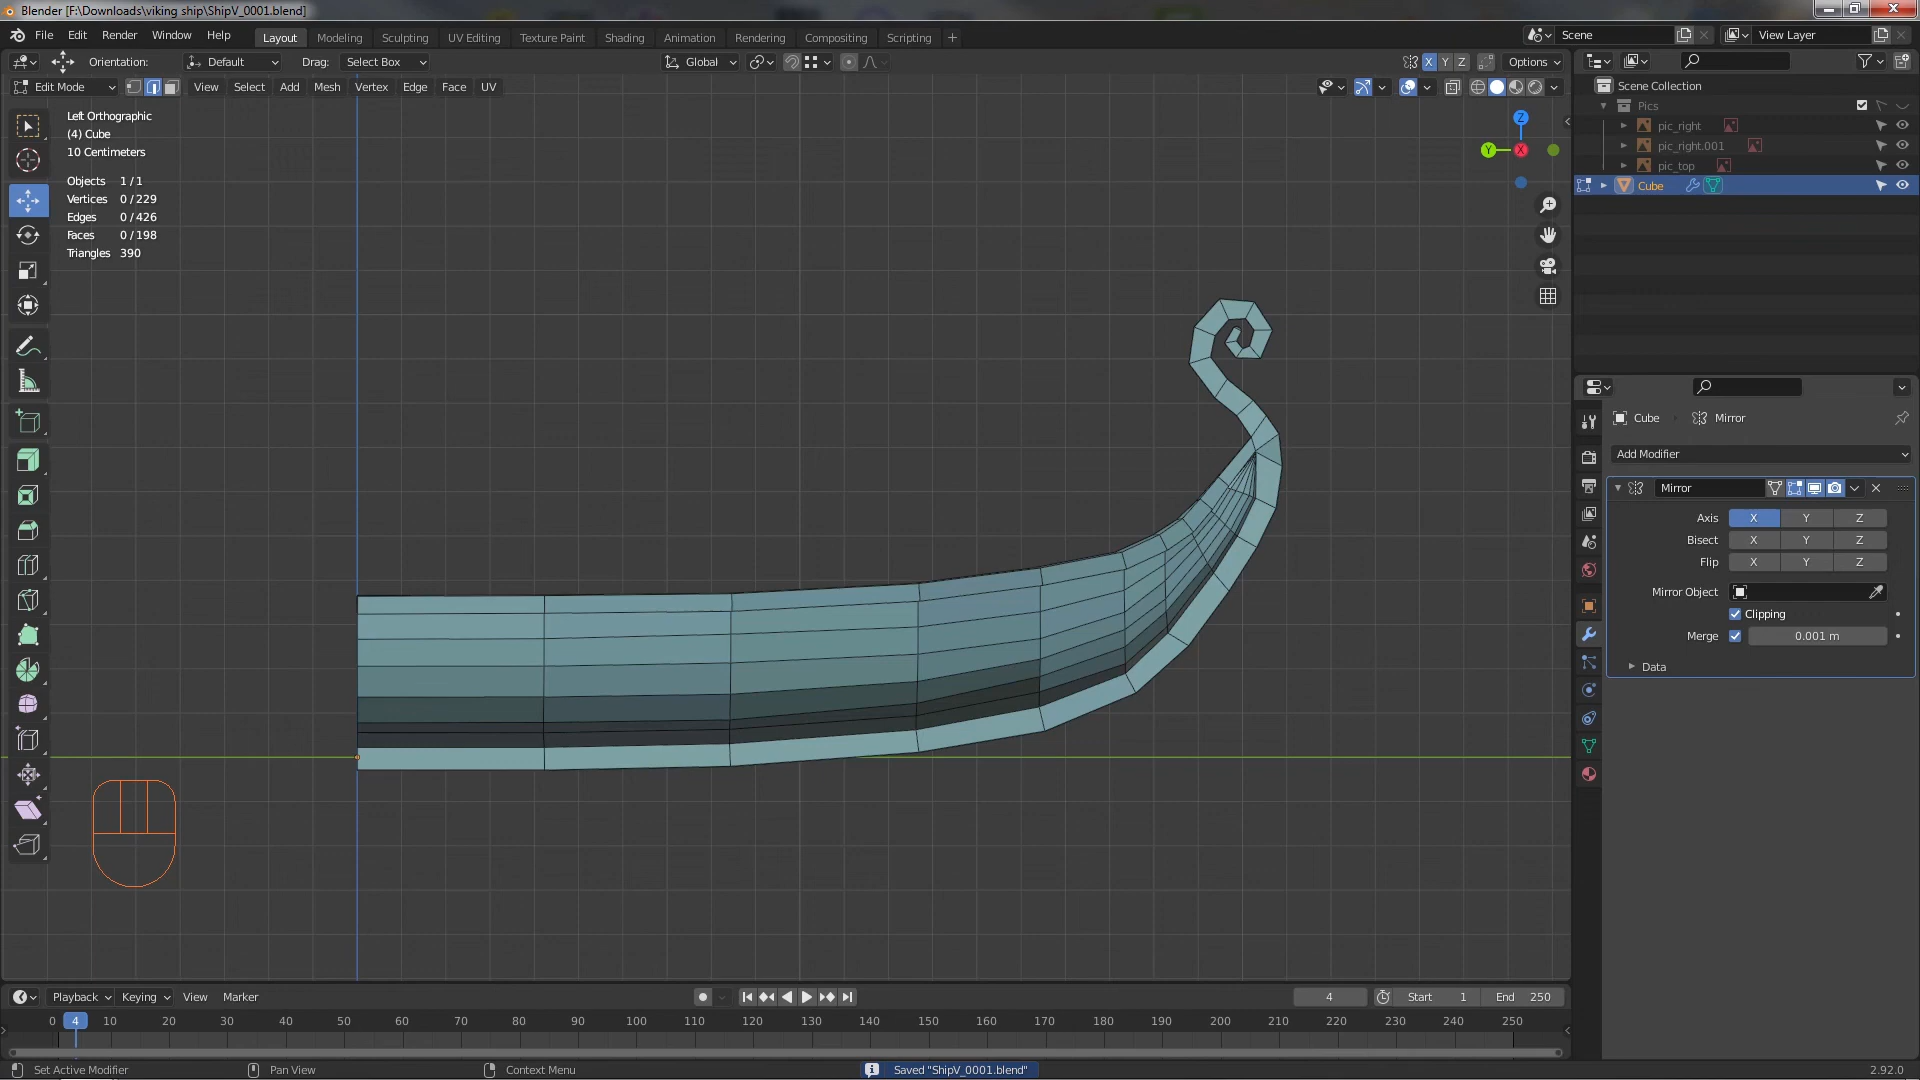 Blender [F:\Downloads\viking ship\ShipV_0001.blend]
File Edit Render Window Help
Layout Modeling Sculpting UV Editing Texture Paint Shading Animation Rendering Compositing Scripting +
Scene
View Layer
Orientation: Default Drag: Select Box
Global
X Y Z Options
Edit Mode View Select Add Mesh Vertex Edge Face UV
Left Orthographic
(4) Cube
10 Centimeters
Objects 1/1
Vertices 0/229
Edges 0/426
Faces 0/198
Triangles 390
Z
Y
X
Scene Collection
Pics
pic_right
pic_right.001
pic_top
Cube
Cube Mirror
Add Modifier
Mirror
Axis X Y Z
Bisect X Y Z
Flip X Y Z
Mirror Object
Clipping
Merge 0.001 m
Data
Playback Keying View Marker
4 Start 1 End 250
0 4 10 20 30 40 50 60 70 80 90 100 110 120 130 140 150 160 170 180 190 200 210 220 230 240 250
Set Active Modifier Pan View Context Menu Saved "ShipV_0001.blend" 2.92.0